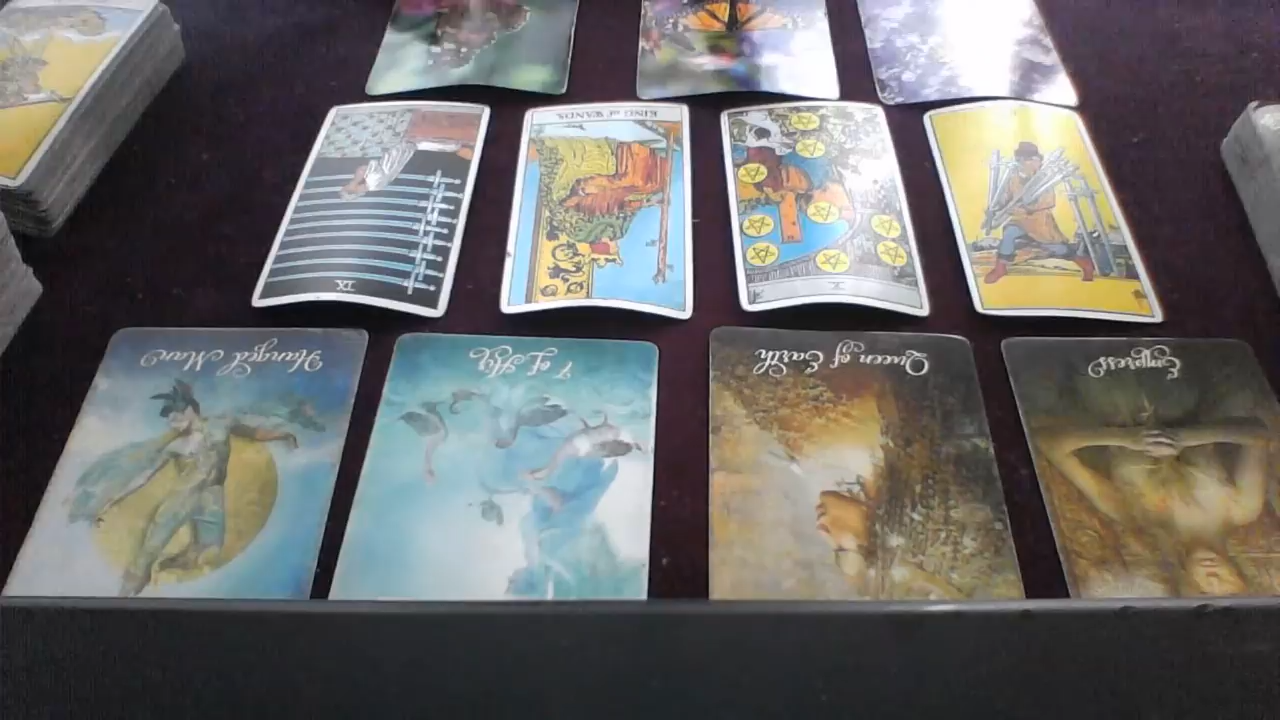 KING of WANDS.
IX
X
Hanged Man
7 of Air
Queen of Earth
Empress